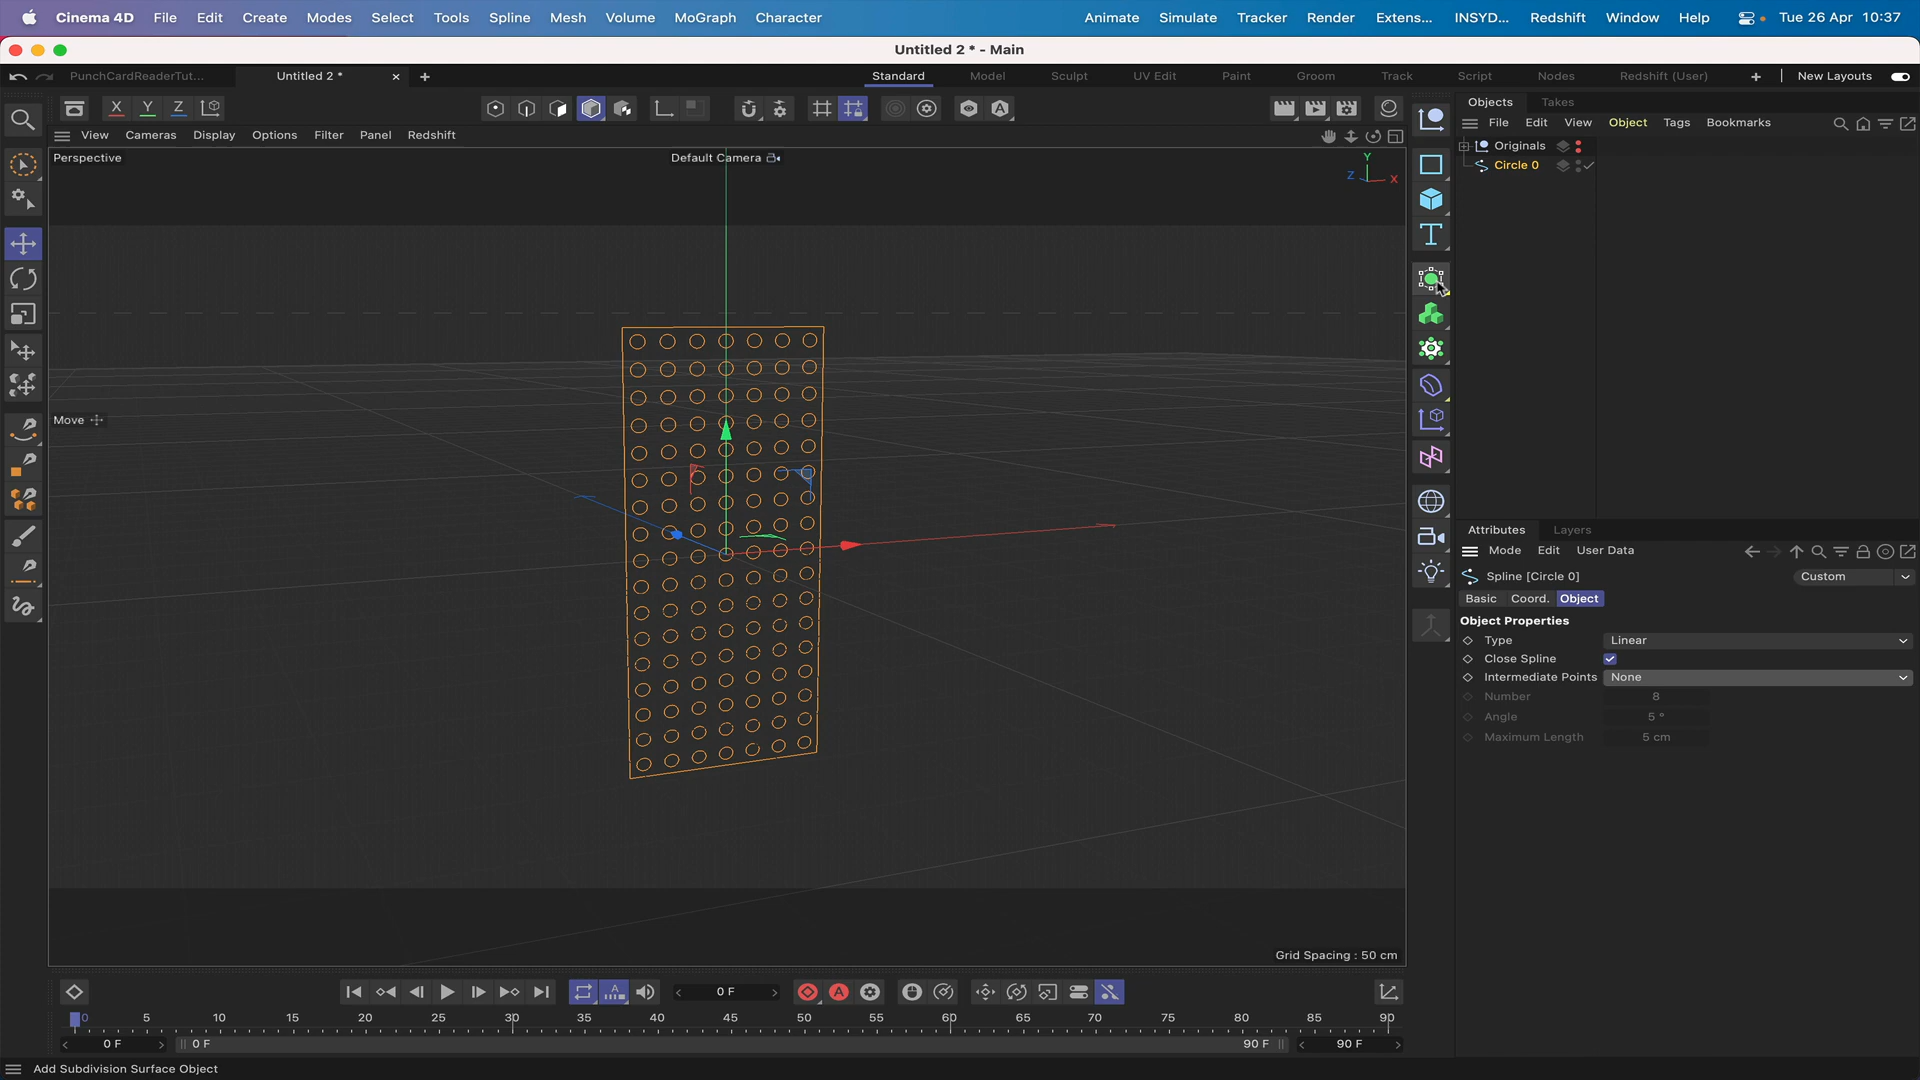 Cinema 4D File Edit Create Modes Select Tools Spline Mesh Volume MoGraph Character Animate Simulate Tracker Render Extens... INSYD... Redshift Window Help Tue 26 Apr 10:37
Untitled 2 * - Main
PunchCardReaderTut... Untitled 2 * Standard Model Sculpt UV Edit Paint Groom Track Script Nodes Redshift (User) New Layouts
X Y Z
Objects Takes
View Cameras Display Options Filter Panel Redshift
File Edit View Object Tags Bookmarks
Perspective
Default Camera
Y
Z
X
Originals
Circle 0
Move
Attributes Layers
Mode Edit User Data
Spline [Circle 0]
Custom
Basic Coord. Object
Object Properties
Type Linear
Close Spline
Intermediate Points None
Number 8
Angle 5 °
Maximum Length 5 cm
Grid Spacing : 50 cm
0 F
0 5 10 15 20 25 30 35 40 45 50 55 60 65 70 75 80 85 90
0 F 0 F 90 F 90 F
Add Subdivision Surface Object